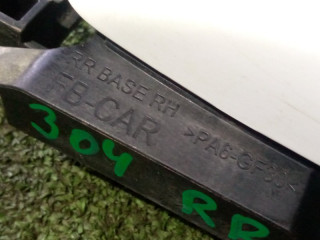 RR BASE RH
FB-CAR
>PA6-GF
304 RR